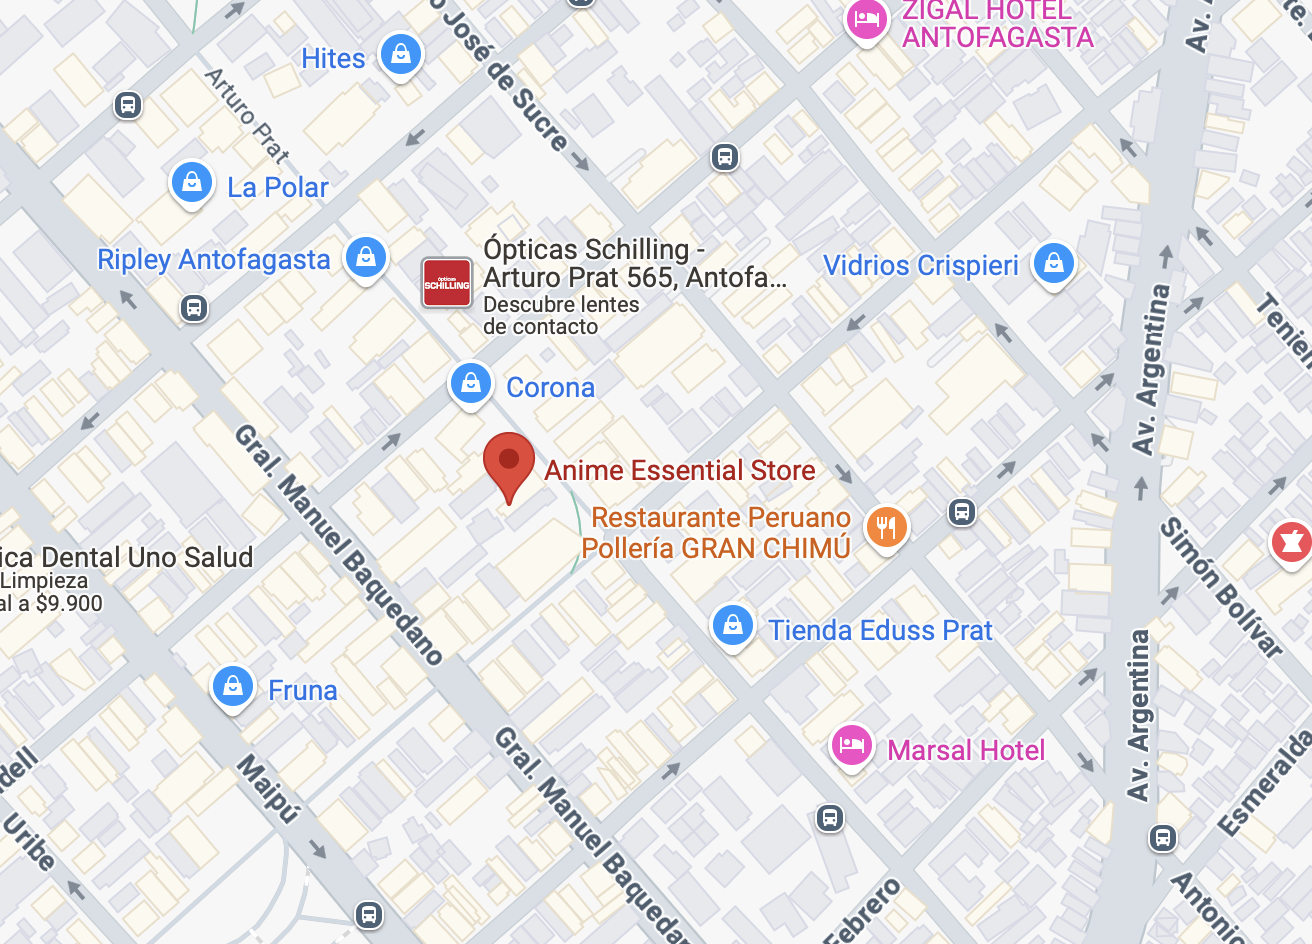 ZIGAL HOTEL
ANTOFAGASTA
o José de Sucre
Av.
Hites
Arturo Prat
La Polar
Ripley Antofagasta
ópticas
SCHILLING
Ópticas Schilling -
Arturo Prat 565, Antofa...
Descubre lentes
de contacto
Vidrios Crispieri
Av. Argentina
Tenien
Corona
Gral. Manuel Baquedano
Anime Essential Store
Restaurante Peruano
Pollería GRAN CHIMÚ
Simón Bolívar
ica Dental Uno Salud
Limpieza
al a $9.900
Tienda Eduss Prat
Av. Argentina
Fruna
Marsal Hotel
Gral. Manuel Baquedan
Maipú
dell
Uribe
Esmeralda
Febrero
Antonio